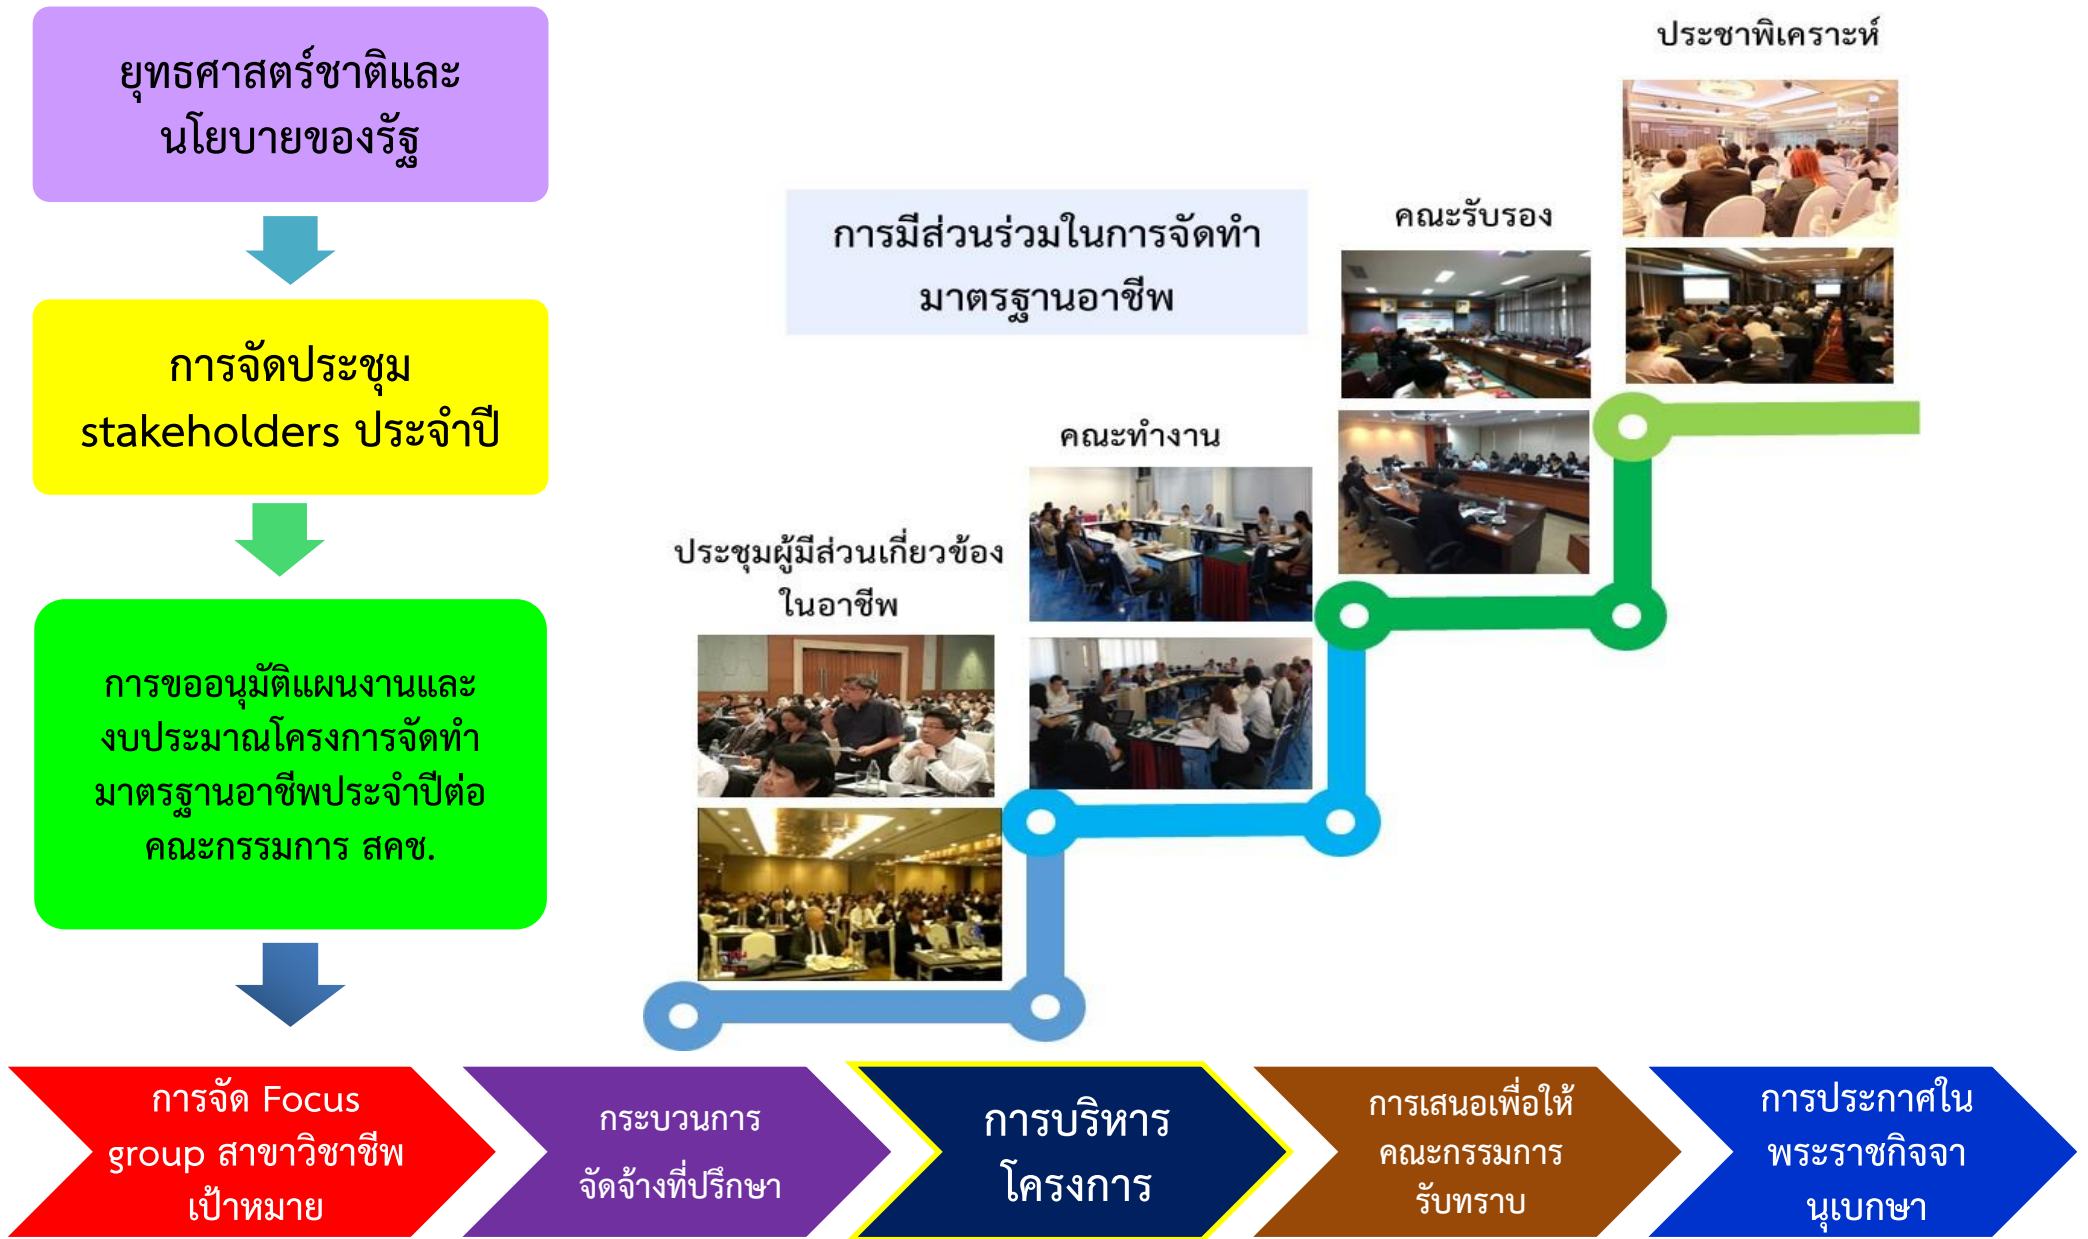 ยุทธศาสตร์ชาติและ
นโยบายของรัฐ
การจัดประชุม
stakeholders ประจำปี
การขออนุมัติแผนงานและ
งบประมาณโครงการจัดทำ
มาตรฐานอาชีพประจำปีต่อ
คณะกรรมการ สคช.
การมีส่วนร่วมในการจัดทำ
มาตรฐานอาชีพ
ประชุมผู้มีส่วนเกี่ยวข้อง
ในอาชีพ
คณะทำงาน
คณะรับรอง
ประชาพิเคราะห์
การจัด Focus
group สาขาวิชาชีพ
เป้าหมาย
กระบวนการ
จัดจ้างที่ปรึกษา
การบริหาร
โครงการ
การเสนอเพื่อให้
คณะกรรมการ
รับทราบ
การประกาศใน
พระราชกิจจา
นุเบกษา